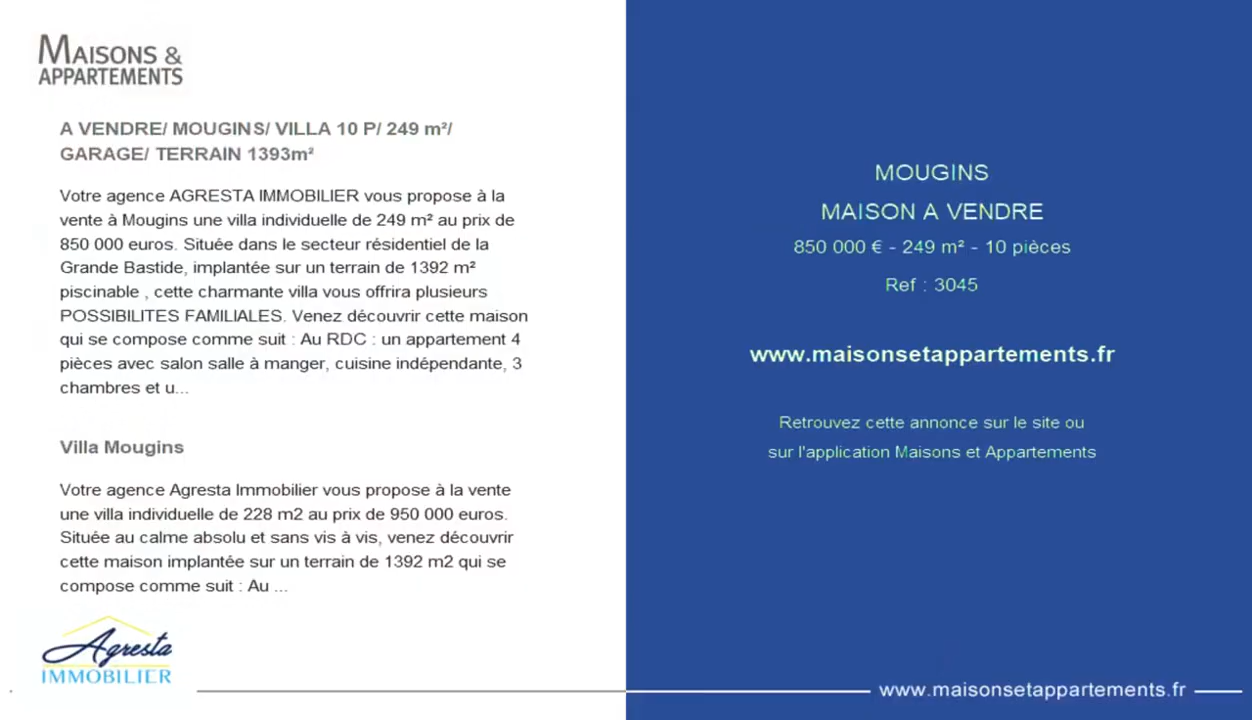 MAISONS &
APPARTEMENTS
A VENDRE/ MOUGINS/ VILLA 10 P/ 249 m²/
GARAGE/ TERRAIN 1393m²
Votre agence AGRESTA IMMOBILIER vous propose à la
vente à Mougins une villa individuelle de 249 m² au prix de
850 000 euros. Située dans le secteur résidentiel de la
Grande Bastide, implantée sur un terrain de 1392 m²
piscinable , cette charmante villa vous offrira plusieurs
POSSIBILITES FAMILIALES. Venez découvrir cette maison
qui se compose comme suit : Au RDC : un appartement 4
pièces avec salon salle à manger, cuisine indépendante, 3
chambres et u...
Villa Mougins
Votre agence Agresta Immobilier vous propose à la vente
une villa individuelle de 228 m2 au prix de 950 000 euros.
Située au calme absolu et sans vis à vis, venez découvrir
cette maison implantée sur un terrain de 1392 m2 qui se
compose comme suit : Au ...
Agresta
IMMOBILIER
MOUGINS
MAISON A VENDRE
850 000 € - 249 m² - 10 pièces
Ref : 3045
www.maisonsetappartements.fr
Retrouvez cette annonce sur le site ou
sur l'application Maisons et Appartements
www.maisonsetappartements.fr